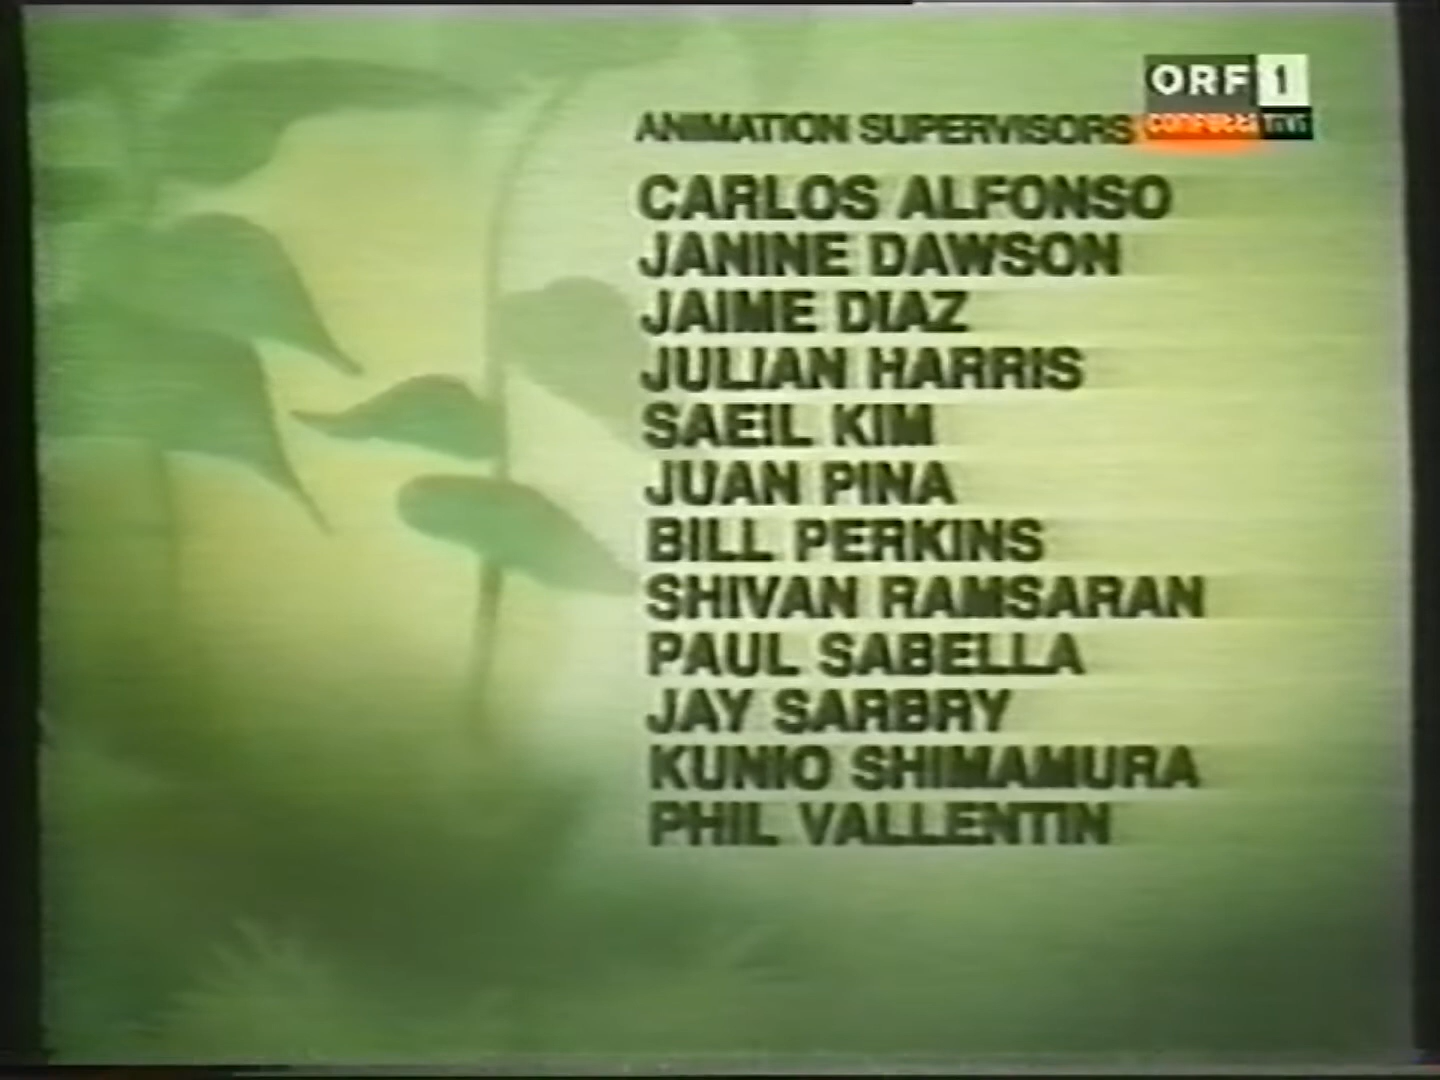 ORF 1
ANIMATION SUPERVISORS
confetti
CARLOS ALFONSO
JANINE DAWSON
JAIME DIAZ
JULIAN HARRIS
SAEIL KIM
JUAN PINA
BILL PERKINS
SHIVAN RAMSARAN
PAUL SABELLA
JAY SARBRY
KUNIO SHIMAMURA
PHIL VALLENTIN